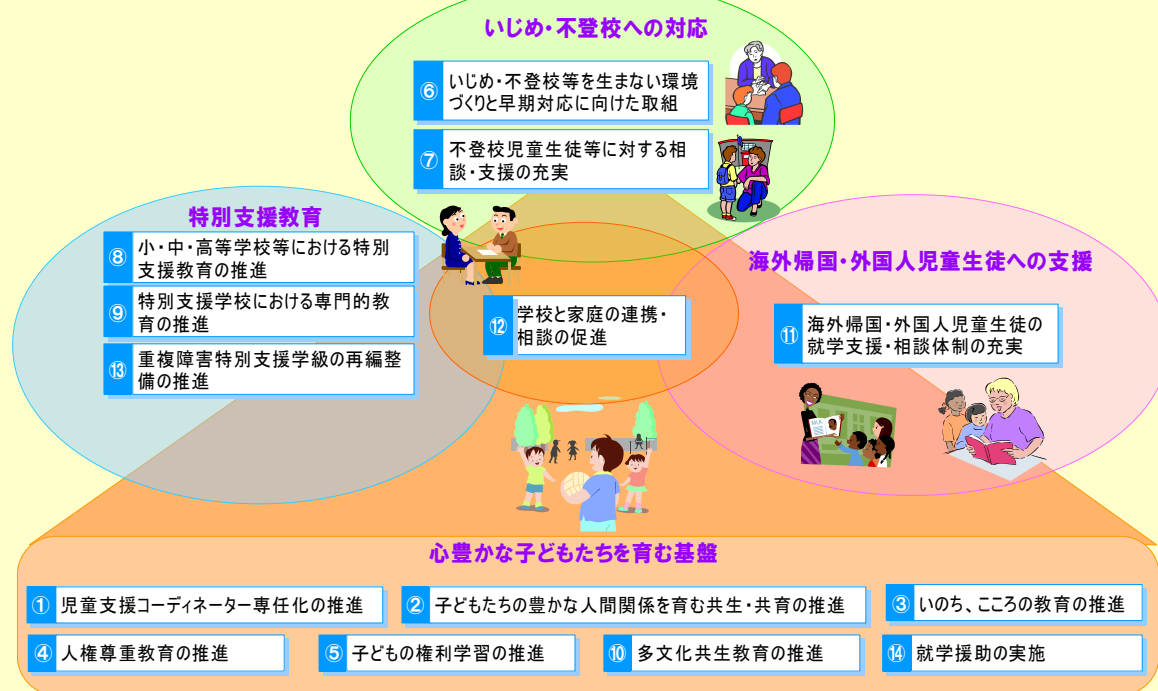 いじめ・不登校への対応
⑥ いじめ・不登校等を生まない環境
づくりと早期対応に向けた取組
⑦ 不登校児童生徒等に対する相
談・支援の充実
特別支援教育
⑧ 小・中・高等学校等における特別
支援教育の推進
⑨ 特別支援学校における専門的教
育の推進
⑬ 重複障害特別支援学級の再編整
備の推進
⑫ 学校と家庭の連携・
相談の促進
海外帰国・外国人児童生徒への支援
⑪ 海外帰国・外国人児童生徒の
就学支援・相談体制の充実
心豊かな子どもたちを育む基盤
① 児童支援コーディネーター専任化の推進
② 子どもたちの豊かな人間関係を育む共生・共育の推進
③ いのち、こころの教育の推進
④ 人権尊重教育の推進
⑤ 子どもの権利学習の推進
⑩ 多文化共生教育の推進
⑭ 就学援助の実施